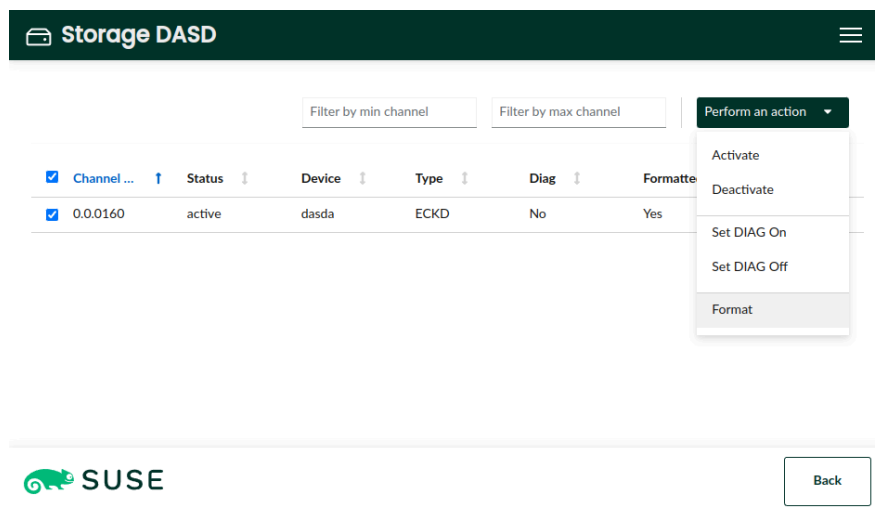 Storage DASD
Filter by min channel Filter by max channel Perform an action
Activate
Channel ... Status Device Type Diag Formatte
Deactivate
0.0.0160 active dasda ECKD No Yes
Set DIAG On
Set DIAG Off
Format
SUSE Back